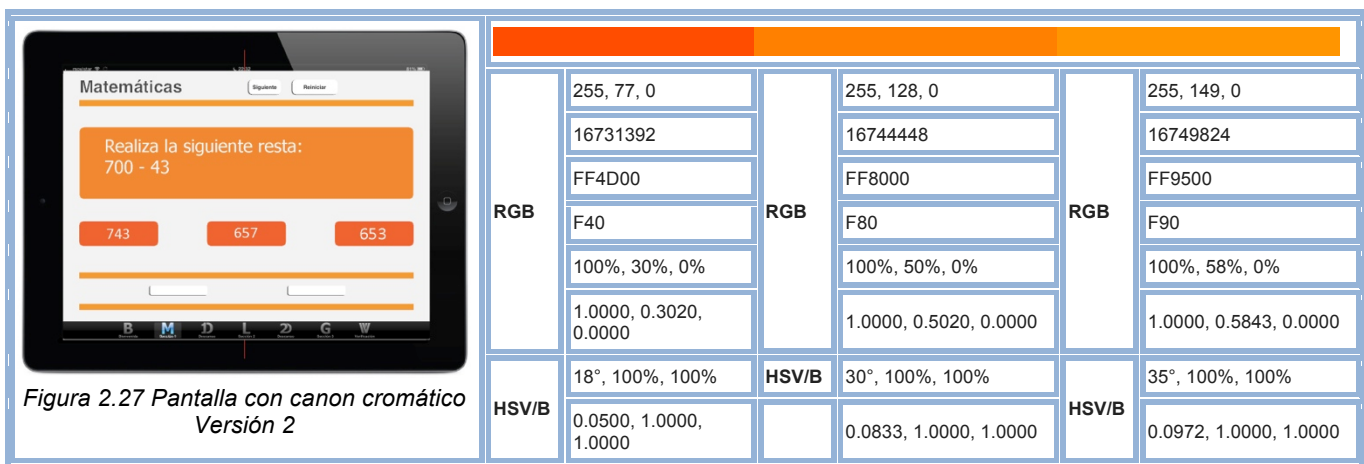 Matemáticas
Siguiente
Reiniciar
Realiza la siguiente resta:
700 - 43
743
657
653
B M D L D G W
Figura 2.27 Pantalla con canon cromático
Versión 2
RGB
255, 77, 0
16731392
FF4D00
F40
100%, 30%, 0%
1.0000, 0.3020,
0.0000
HSV/B
18°, 100%, 100%
0.0500, 1.0000,
1.0000
RGB
255, 128, 0
16744448
FF8000
F80
100%, 50%, 0%
1.0000, 0.5020, 0.0000
HSV/B
30°, 100%, 100%
0.0833, 1.0000, 1.0000
RGB
255, 149, 0
16749824
FF9500
F90
100%, 58%, 0%
1.0000, 0.5843, 0.0000
HSV/B
35°, 100%, 100%
0.0972, 1.0000, 1.0000